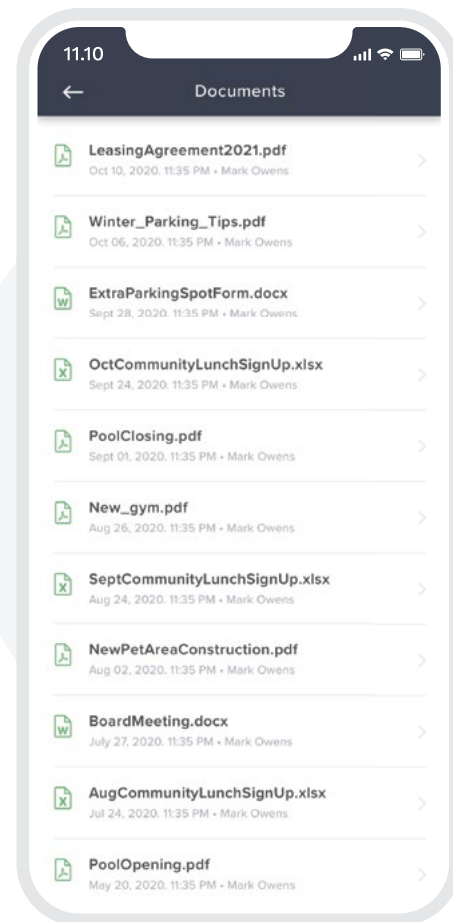 11.10
Documents
LeasingAgreement2021.pdf
Oct 10, 2020. 11:35 PM • Mark Owens
Winter_Parking_Tips.pdf
Oct 06, 2020. 11:35 PM • Mark Owens
ExtraParkingSpotForm.docx
Sept 28, 2020. 11:35 PM • Mark Owens
OctCommunityLunchSignUp.xlsx
Sept 24, 2020. 11:35 PM • Mark Owens
PoolClosing.pdf
Sept 01, 2020. 11:35 PM • Mark Owens
New_gym.pdf
Aug 26, 2020. 11:35 PM • Mark Owens
SeptCommunityLunchSignUp.xlsx
Aug 24, 2020. 11:35 PM • Mark Owens
NewPetAreaConstruction.pdf
Aug 02, 2020. 11:35 PM • Mark Owens
BoardMeeting.docx
July 27, 2020. 11:35 PM • Mark Owens
AugCommunityLunchSignUp.xlsx
Jul 24, 2020. 11:35 PM • Mark Owens
PoolOpening.pdf
May 20, 2020. 11:35 PM • Mark Owens